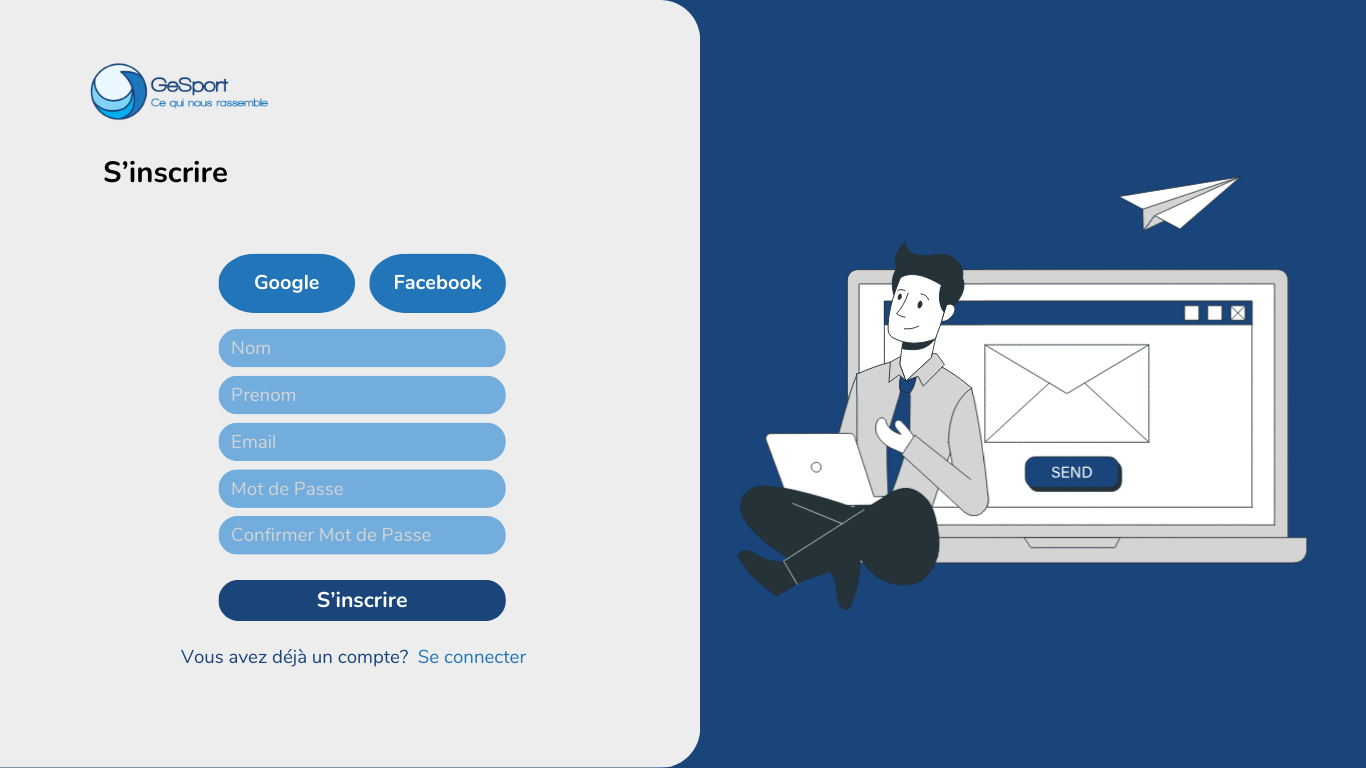 GeSport
Ce qui nous rassemble
S'inscrire
Google Facebook
Nom
Prenom
Email
Mot de Passe
Confirmer Mot de Passe
S'inscrire
Vous avez déjà un compte? Se connecter
SEND